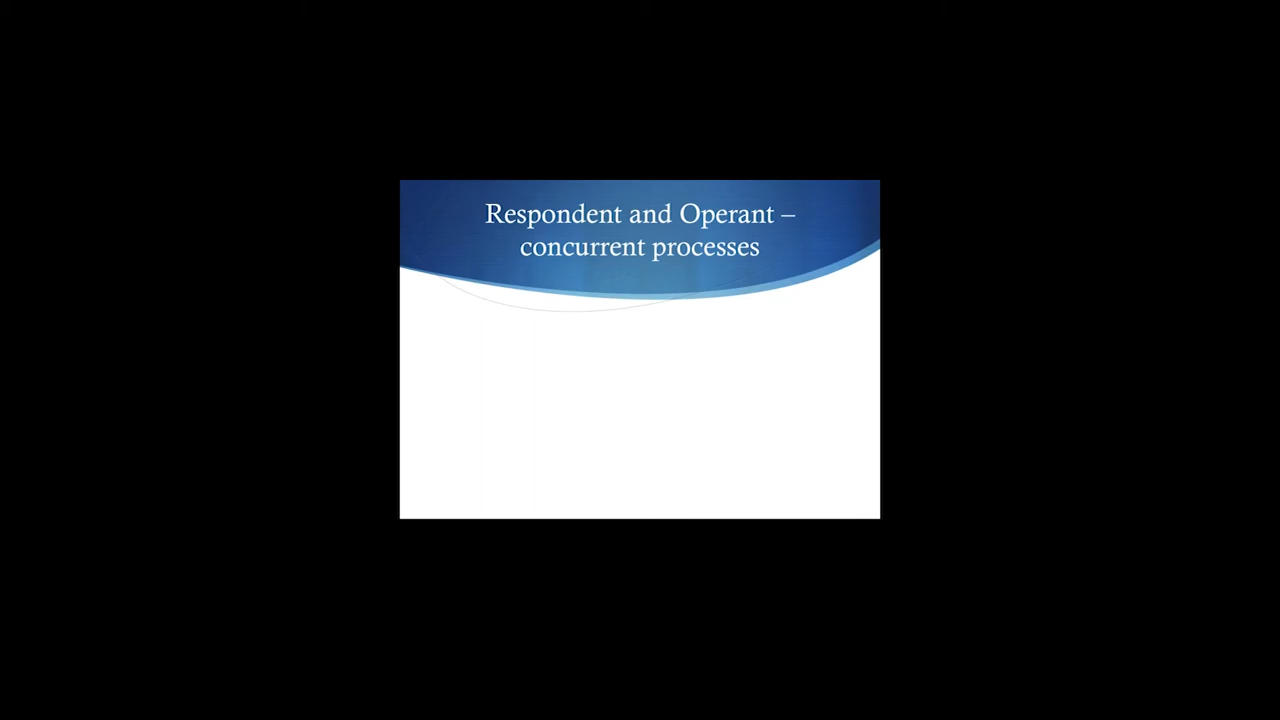 Respondent and Operant –
concurrent processes